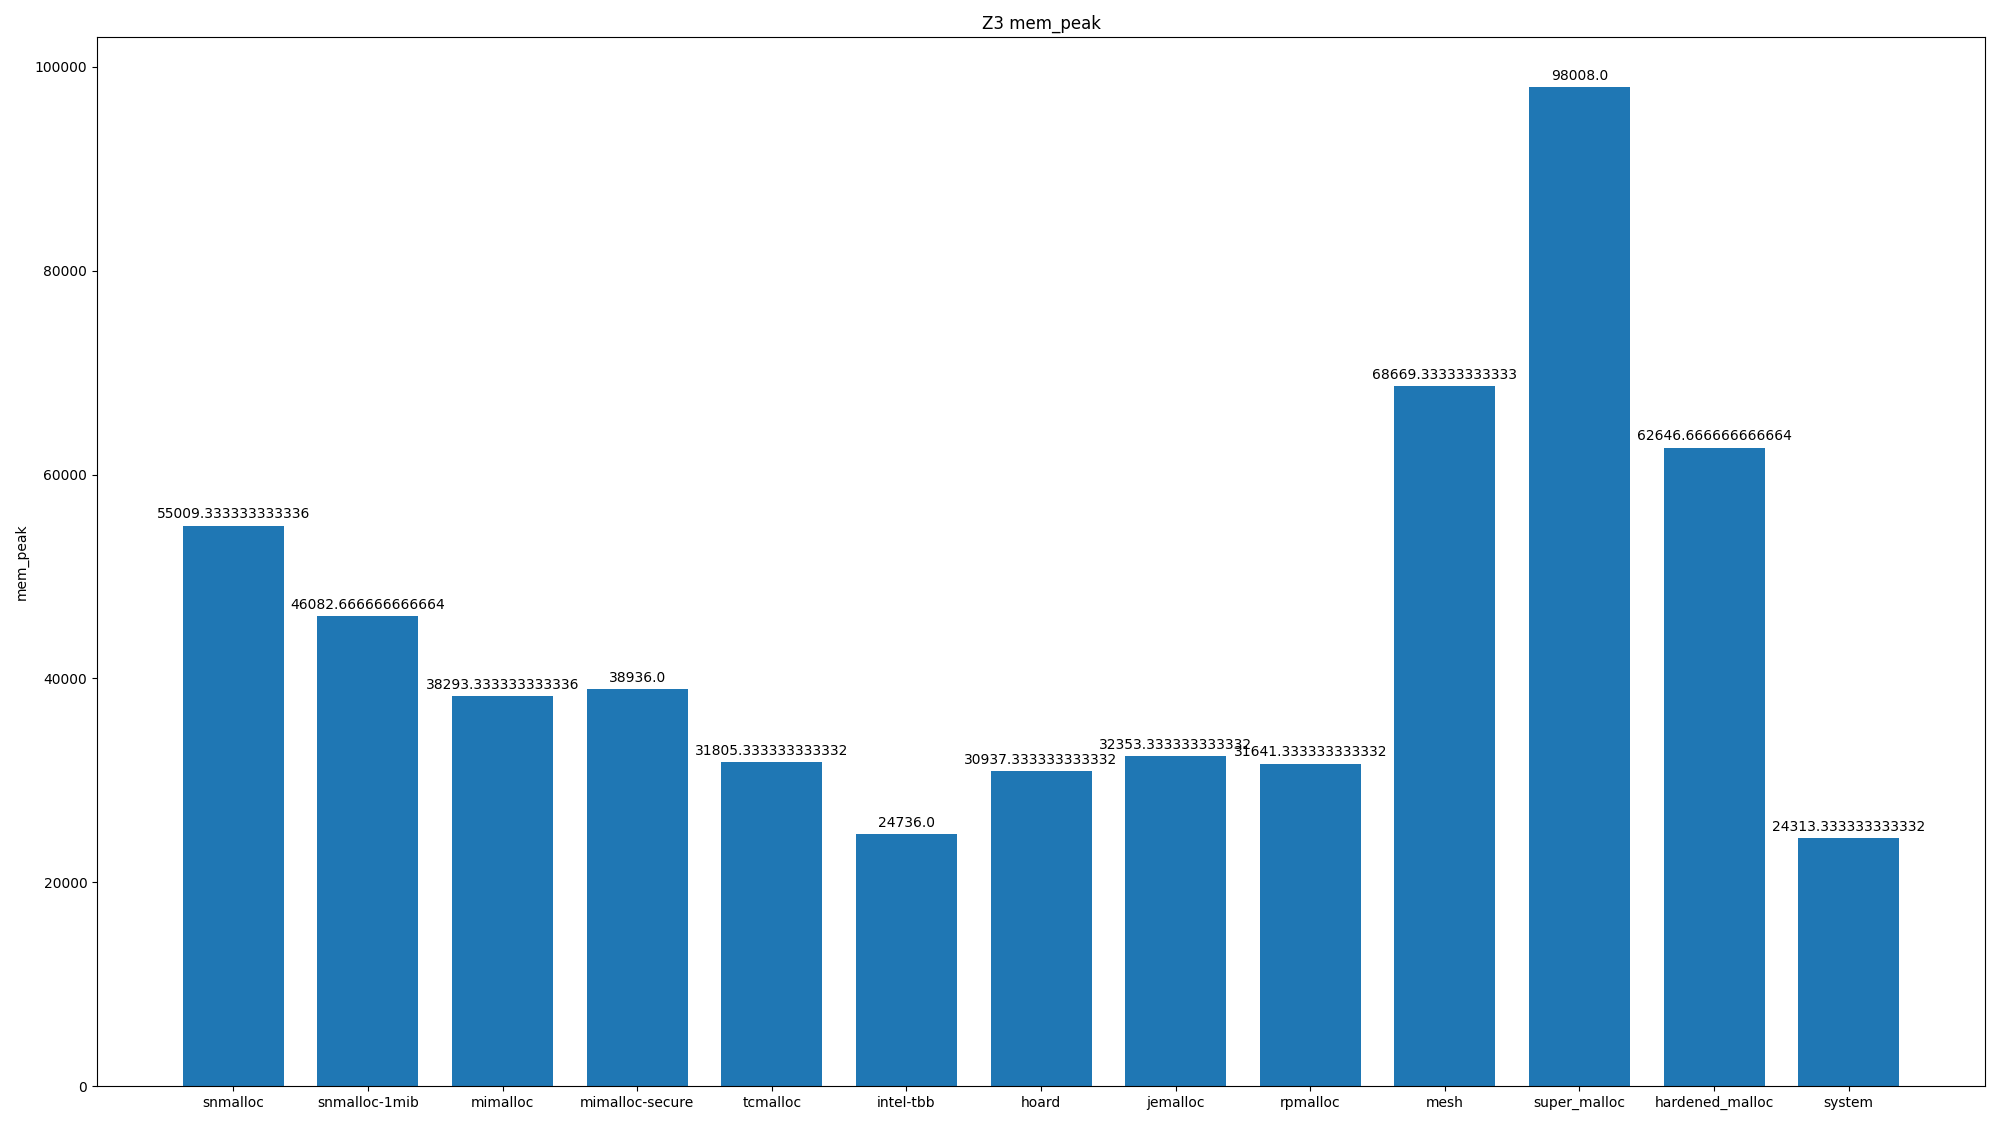 Z3 mem_peak
100000
80000
60000
40000
20000
0
mem_peak
55009.333333333336
46082.666666666664
38293.333333333336
38936.0
31805.333333333332
24736.0
30937.333333333332
32353.333333333332
31641.333333333332
68669.33333333333
98008.0
62646.666666666664
24313.333333333332
snmalloc
snmalloc-1mib
mimalloc
mimalloc-secure
tcmalloc
intel-tbb
hoard
jemalloc
rpmalloc
mesh
super_malloc
hardened_malloc
system